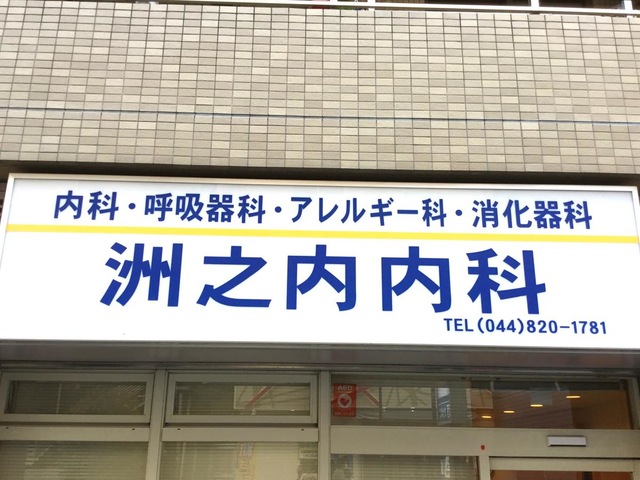 内科・呼吸器科・アレルギー科・消化器科
洲之内内科
TEL(044)820-1781
AED